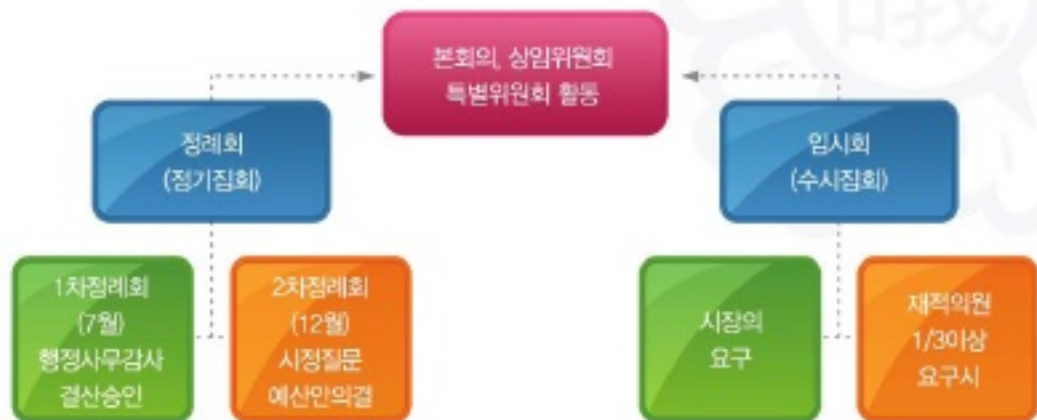 본회의, 상임위원회
특별위원회 활동
정례회
(정기집회)
임시회
(수시집회)
1차정례회
(7월)
행정사무감사
결산승인
2차정례회
(12월)
시정질문
예산안의결
시장의
요구
재적의원
1/3이상
요구시